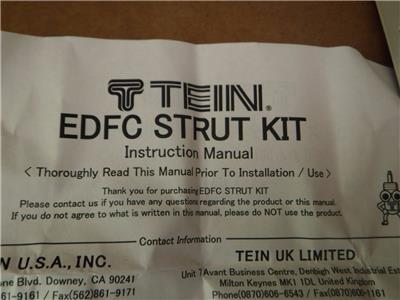 TEIN®
EDFC STRUT KIT
Instruction Manual
< Thoroughly Read This Manual Prior To Installation / Use >
Thank you for purchasing EDFC STRUT KIT
Please contact us if you have any questions regarding the product or this manual.
If you do not agree to what is written in this manual, please do NOT use the product.
Contact Information
N U.S.A., INC.
ne Blvd. Downey, CA 90241
61-9161 / Fax(562)861-9171
TEIN UK LIMITED
Unit 7 Avant Business Centre, Denbigh West Industrial Est
Milton Keynes MK1 1DL United Kingdom
Phone(0870)606-6543 / Fax(0870)606-1161